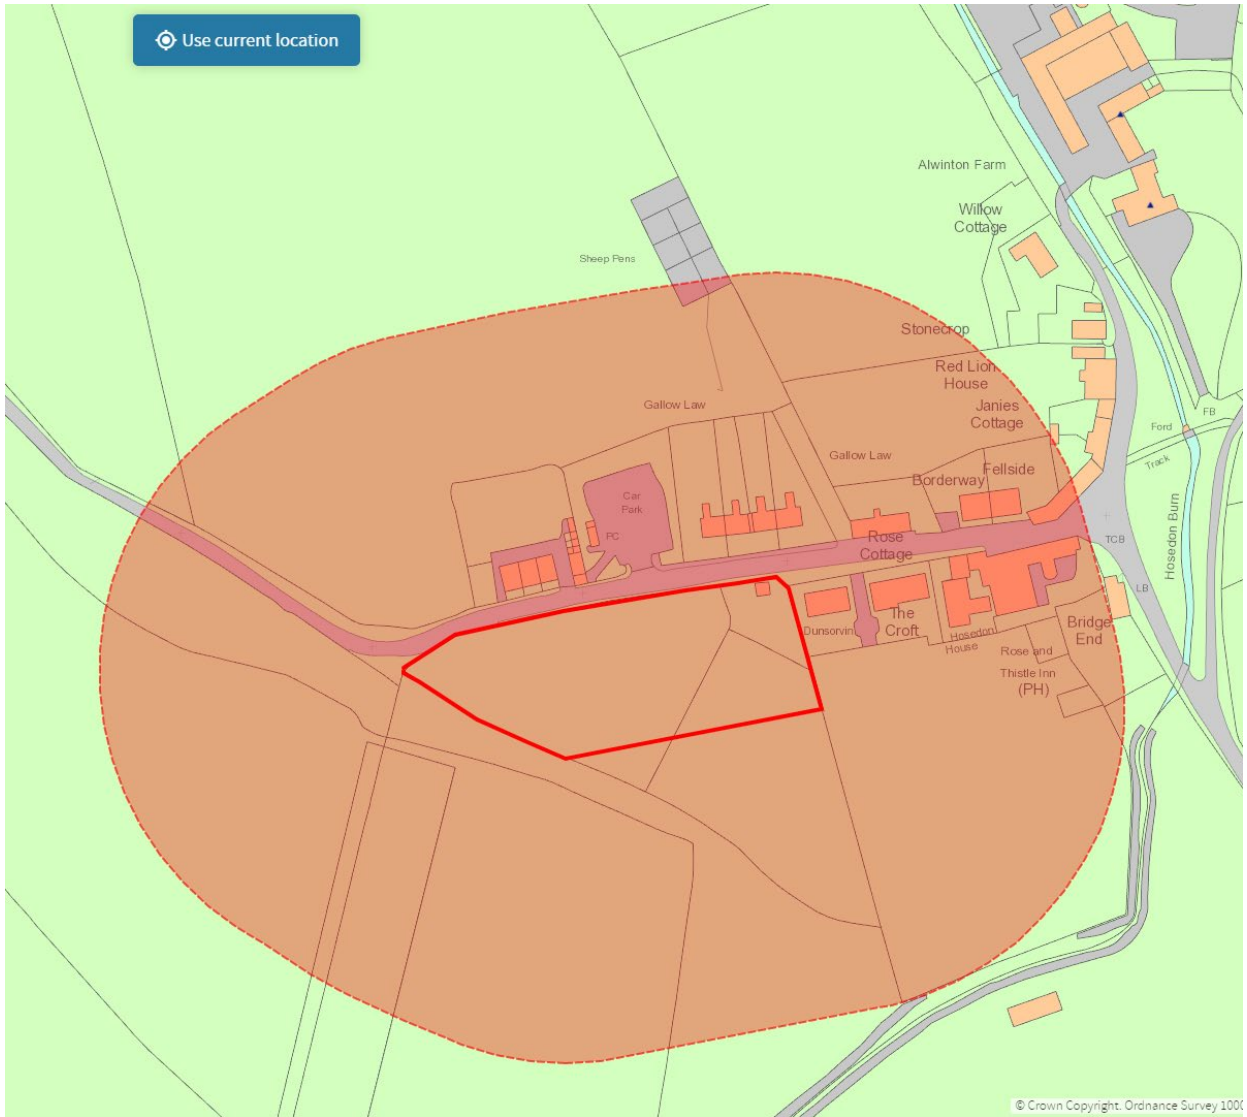 Use current location
Alwinton Farm
Willow
Cottage
Sheep Pens
Stonecrop
Red Lion
House
Janies
Cottage
FB
Ford
Track
Gallow Law
Gallow Law
Fellside
Borderway
Car
Park
PC
Rose
Cottage
TCB
Hosedon Burn
LB
Dunsorvin
The
Croft
Hosedon
House
Bridge
End
Rose and
Thistle Inn
(PH)
© Crown Copyright. Ordnance Survey 1000